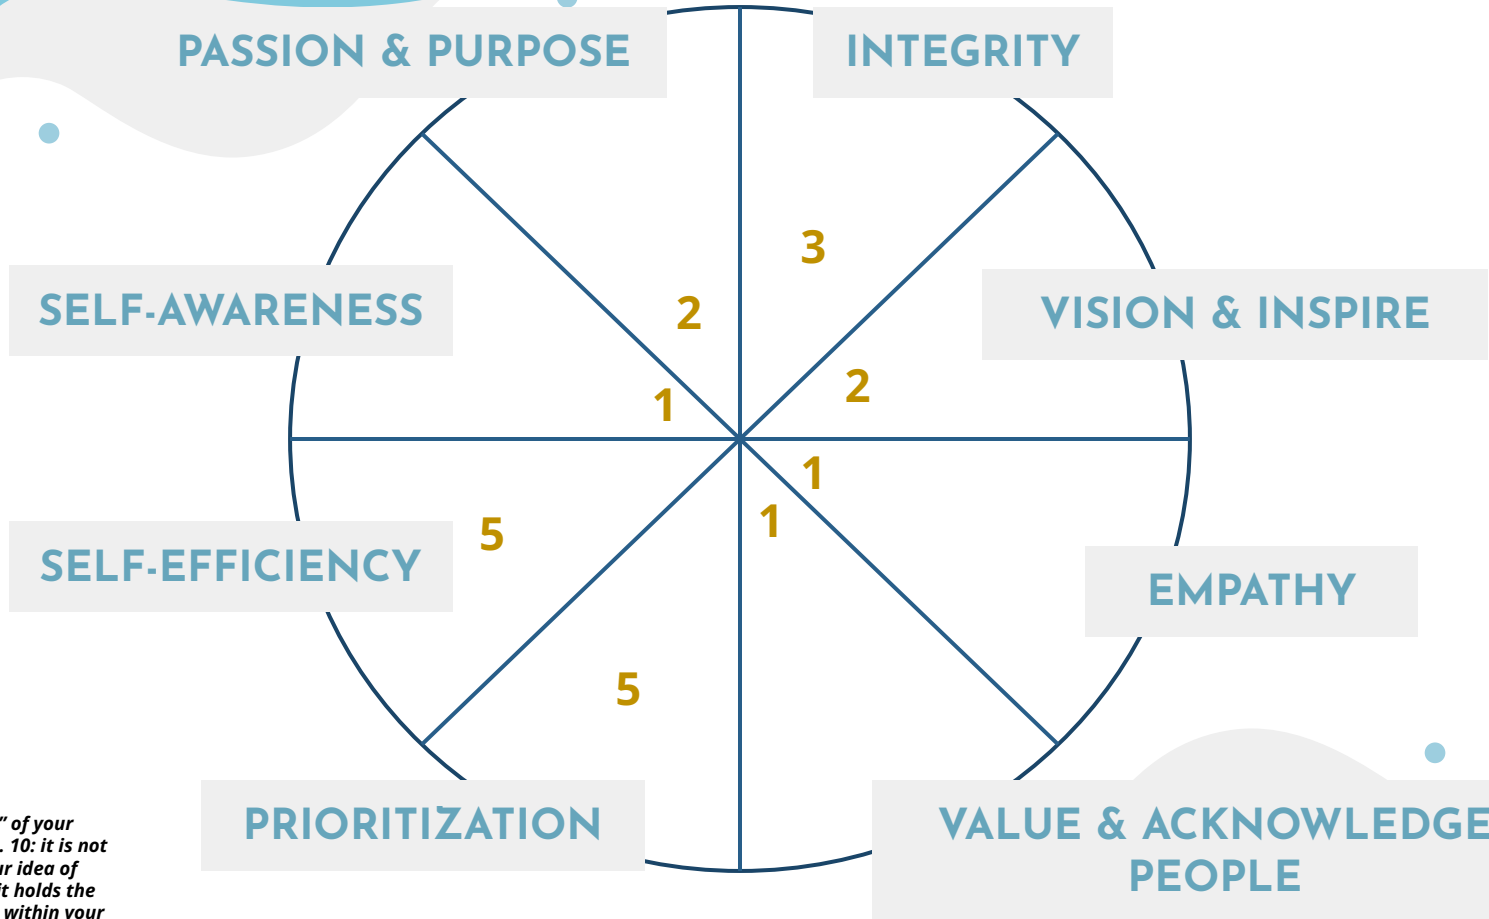 PASSION & PURPOSE
INTEGRITY
3
2
SELF-AWARENESS
VISION & INSPIRE
2
1
1
1
5
SELF-EFFICIENCY
EMPATHY
5
PRIORITIZATION
VALUE & ACKNOWLEDGE
PEOPLE
” of your
. 10: it is not
ur idea of
it holds the
within your